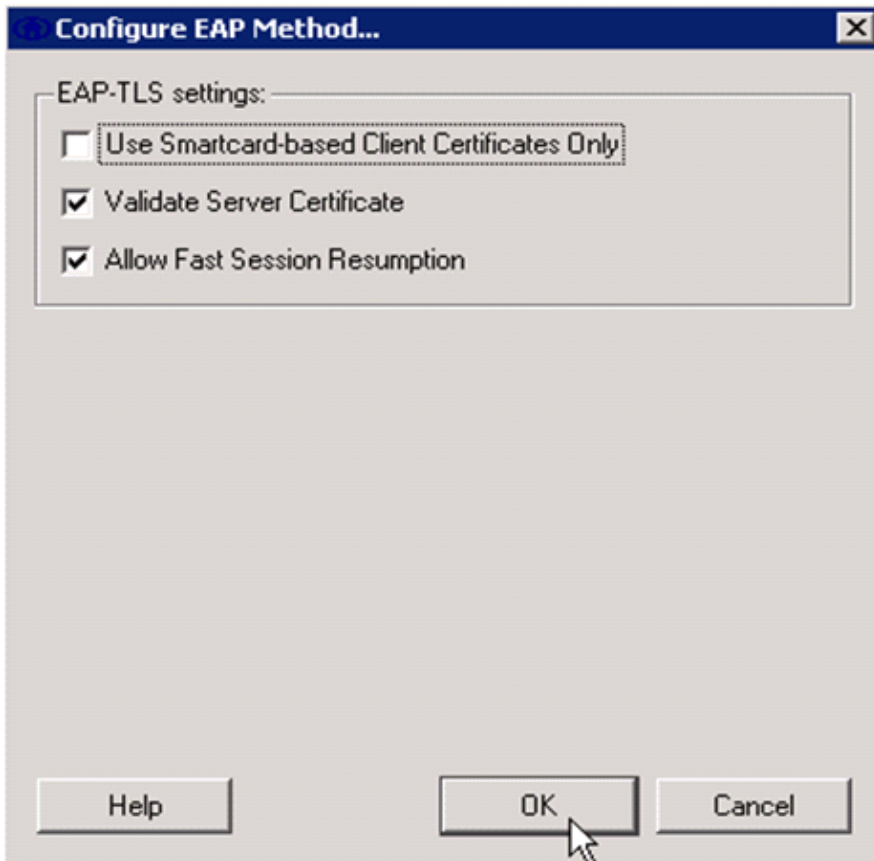 Configure EAP Method...
EAP-TLS settings:
Use Smartcard-based Client Certificates Only
Validate Server Certificate
Allow Fast Session Resumption
Help OK Cancel